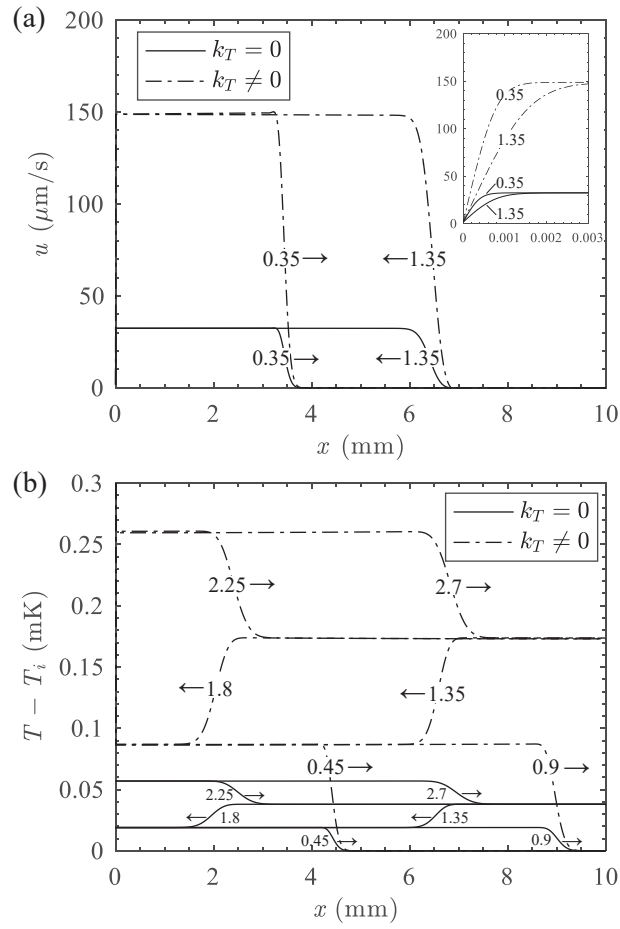 (a)
200
150
100
50
0
u (μm/s)
k_T = 0
k_T ≠ 0
200
150
100
50
0
0 0.001 0.002 0.003.
0.35
1.35
0.35
1.35
0.35→ ←1.35
0.35→ ←1.35
0 2 4 6 8 10
x (mm)
(b)
0.3
0.25
0.2
0.15
0.1
0.05
0
T − T_i (mK)
k_T = 0
k_T ≠ 0
2.25→ 2.7→
←1.8 ←1.35
0.45→ 0.9→
2.25→ 2.7→
←1.8 ←1.35
0.45→ 0.9→
0 2 4 6 8 10
x (mm)